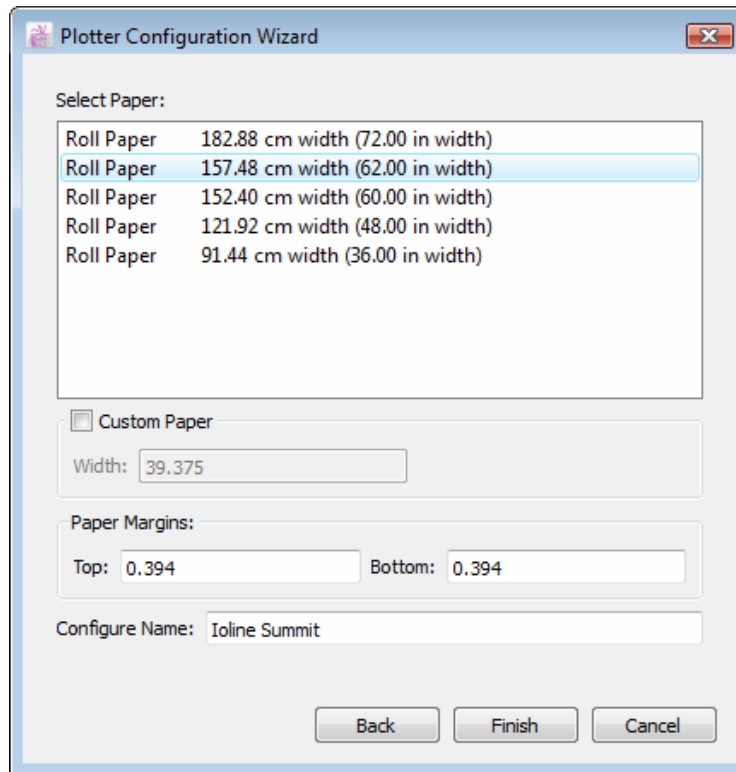 Plotter Configuration Wizard
Select Paper:
Roll Paper 182.88 cm width (72.00 in width)
Roll Paper 157.48 cm width (62.00 in width)
Roll Paper 152.40 cm width (60.00 in width)
Roll Paper 121.92 cm width (48.00 in width)
Roll Paper 91.44 cm width (36.00 in width)
Custom Paper
Width: 39.375
Paper Margins:
Top: 0.394 Bottom: 0.394
Configure Name: Ioline Summit
Back Finish Cancel